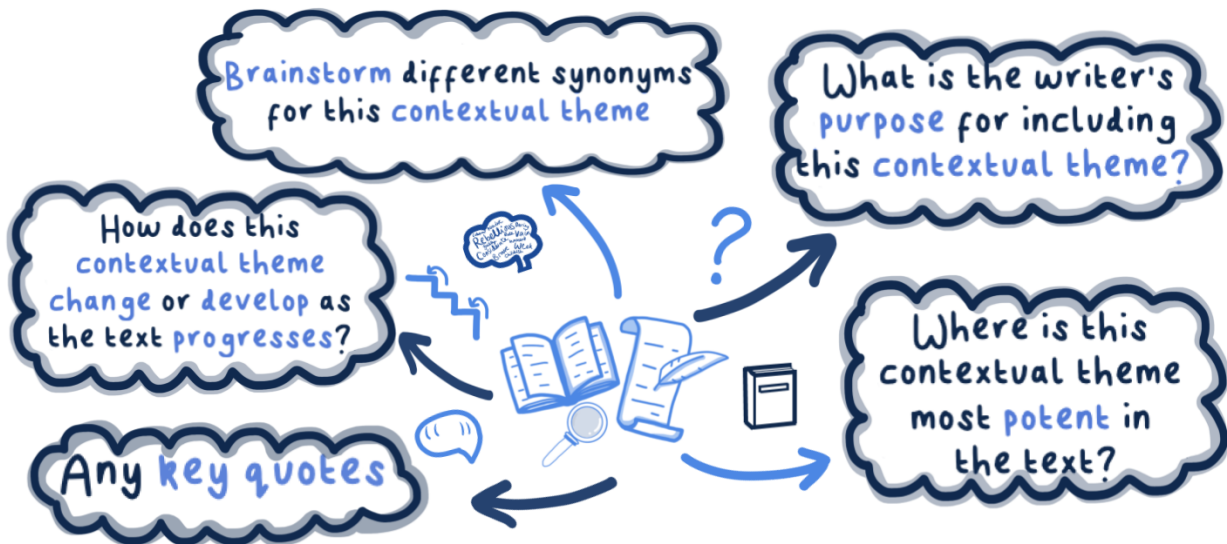 Brainstorm different synonyms
for this contextual theme
What is the writer's
purpose for including
this contextual theme?
How does this
contextual theme
change or develop as
the text progresses?
Where is this
contextual theme
most potent in
the text?
Any key quotes